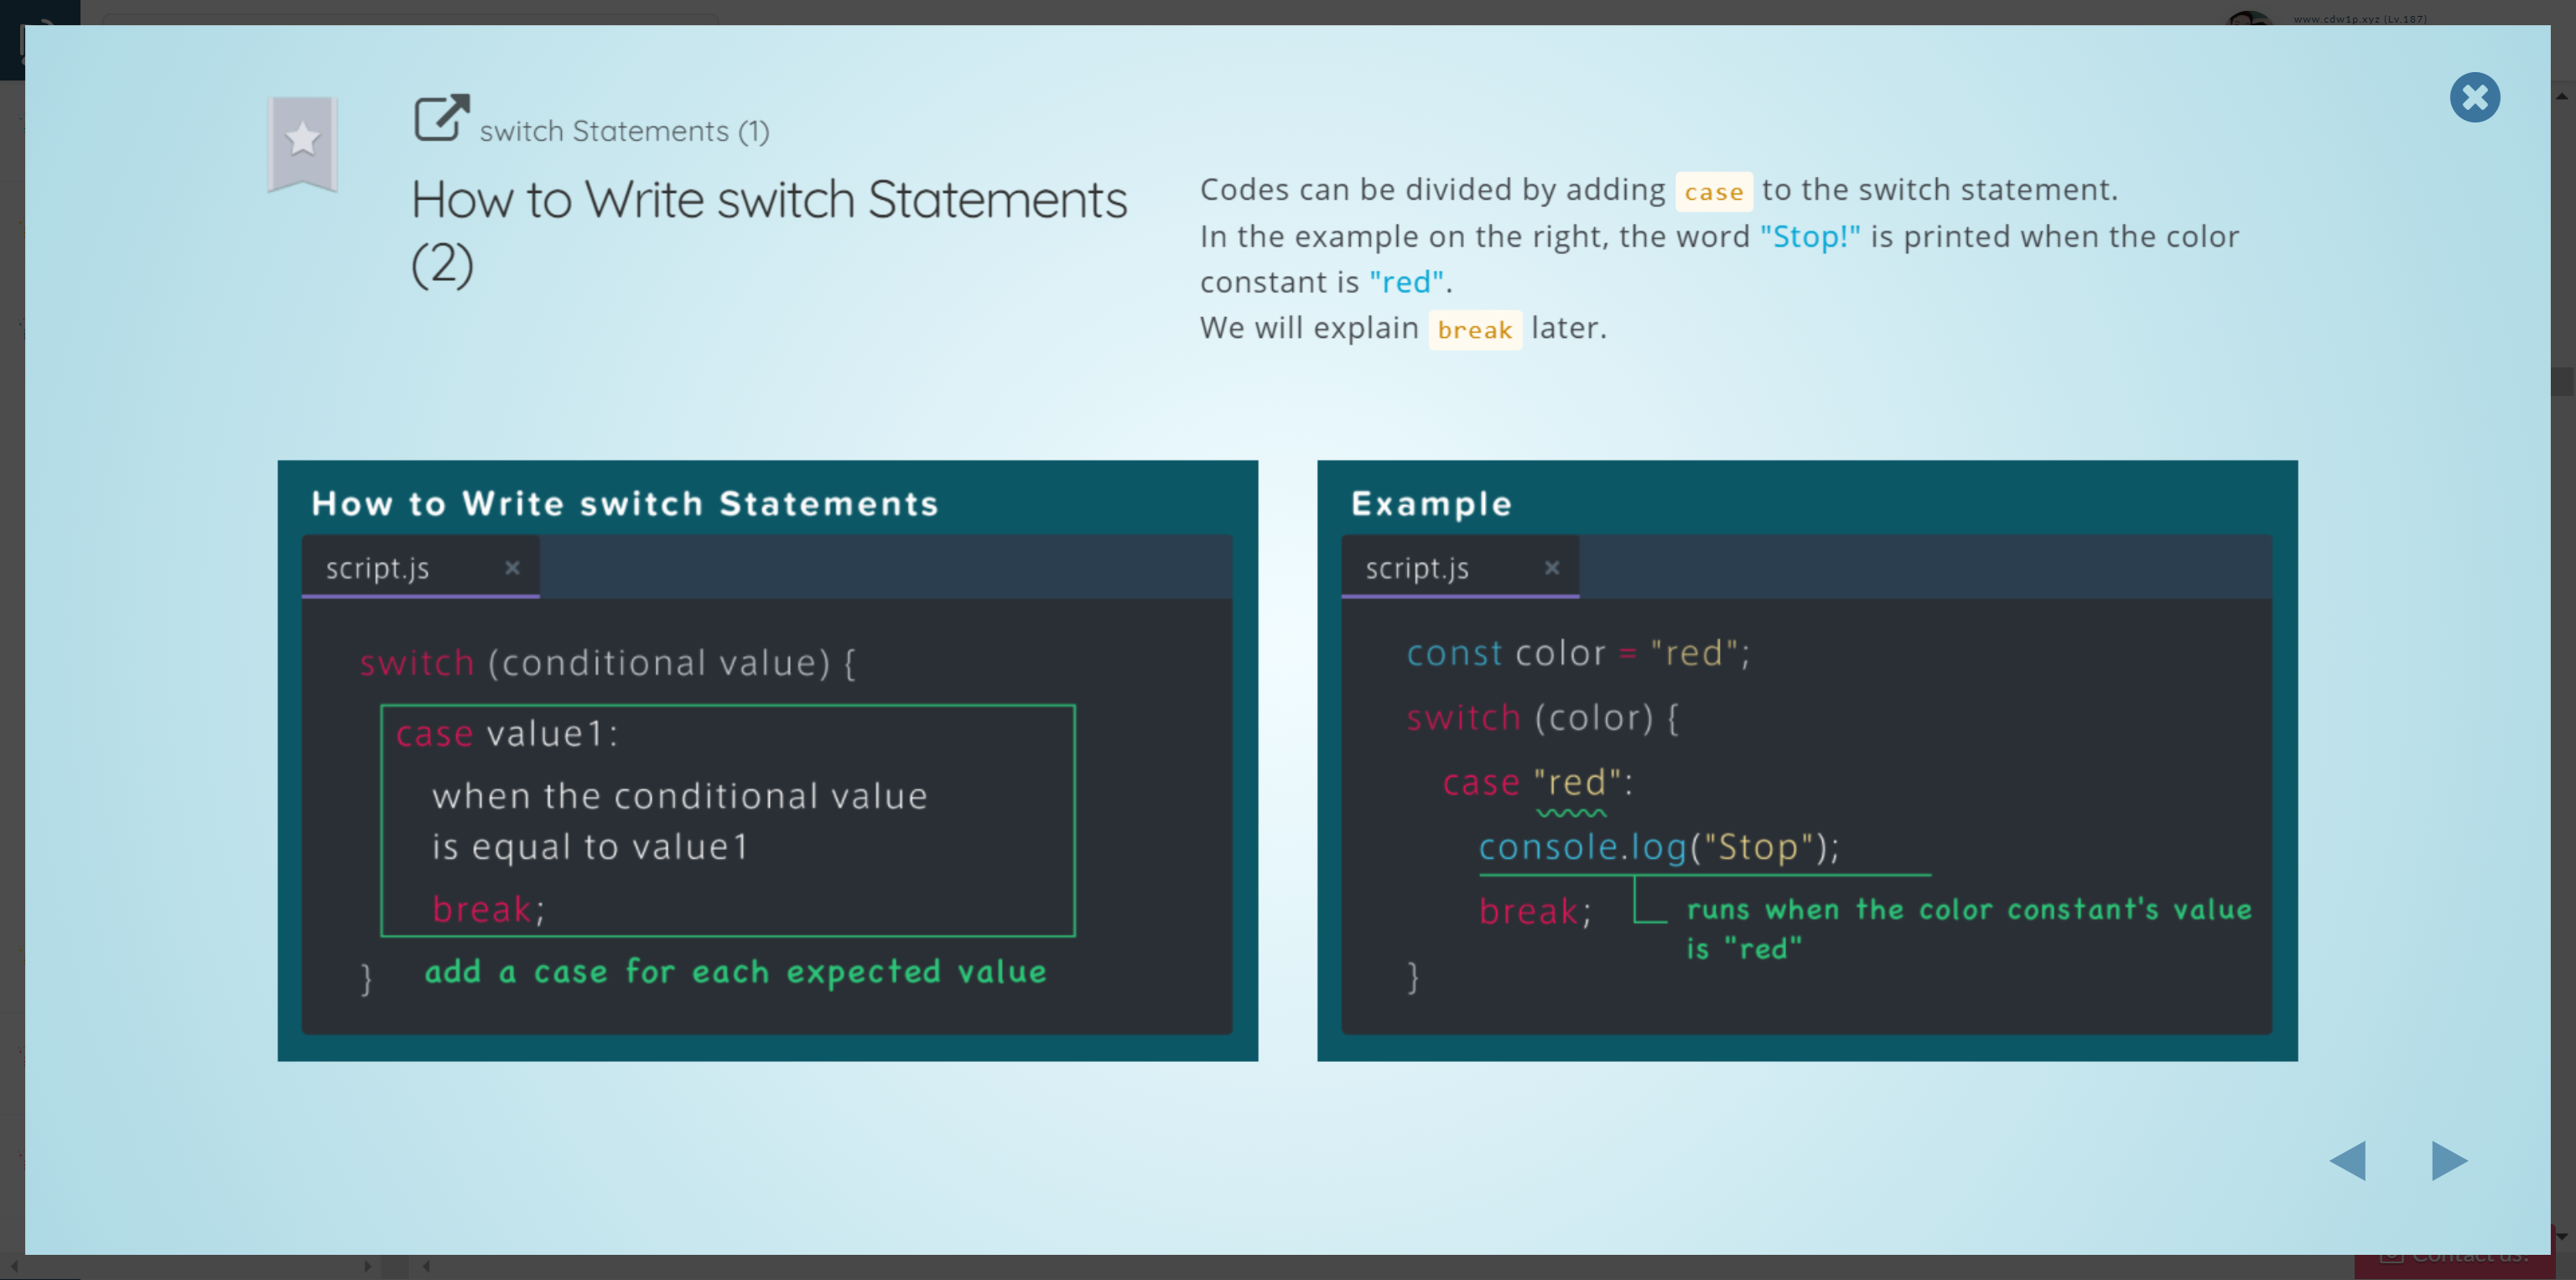 www.cdw1p.xyz (Lv.187)
switch Statements (1)
How to Write switch Statements
(2)
Codes can be divided by adding case to the switch statement.
In the example on the right, the word "Stop!" is printed when the color
constant is "red".
We will explain break later.
How to Write switch Statements
script.js ×
switch (conditional value) {
case value1:
when the conditional value
is equal to value1
break;
} add a case for each expected value
Example
script.js ×
const color = "red";
switch (color) {
case "red":
console.log("Stop");
break; runs when the color constant's value
is "red"
}
Contact us!